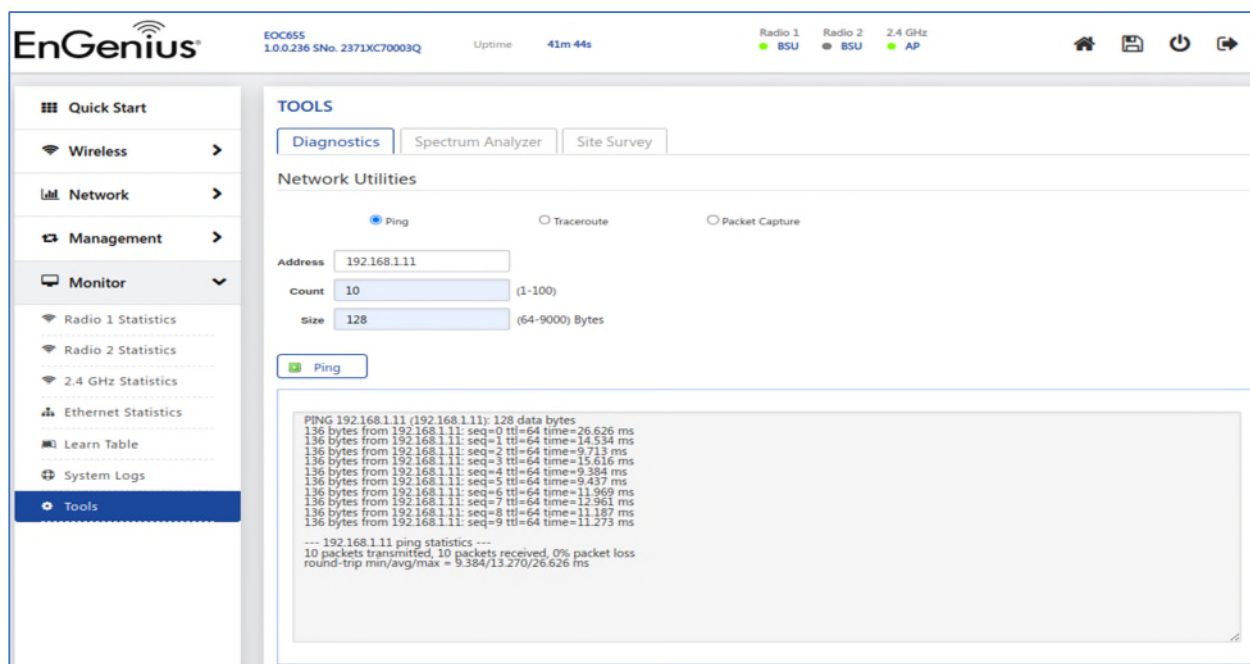 EnGenius
EOC655
1.0.0.236 SNo. 2371XC70003Q
Uptime 41m 44s
Radio 1 Radio 2 2.4 GHz
BSU BSU AP
Quick Start
Wireless
Network
Management
Monitor
Radio 1 Statistics
Radio 2 Statistics
2.4 GHz Statistics
Ethernet Statistics
Learn Table
System Logs
Tools
TOOLS
Diagnostics Spectrum Analyzer Site Survey
Network Utilities
Ping Traceroute Packet Capture
Address 192.168.1.11
Count 10 (1-100)
Size 128 (64-9000) Bytes
Ping
PING 192.168.1.11 (192.168.1.11): 128 data bytes
136 bytes from 192.168.1.11: seq=0 ttl=64 time=26.626 ms
136 bytes from 192.168.1.11: seq=1 ttl=64 time=14.534 ms
136 bytes from 192.168.1.11: seq=2 ttl=64 time=9.713 ms
136 bytes from 192.168.1.11: seq=3 ttl=64 time=15.616 ms
136 bytes from 192.168.1.11: seq=4 ttl=64 time=9.384 ms
136 bytes from 192.168.1.11: seq=5 ttl=64 time=9.437 ms
136 bytes from 192.168.1.11: seq=6 ttl=64 time=11.969 ms
136 bytes from 192.168.1.11: seq=7 ttl=64 time=12.961 ms
136 bytes from 192.168.1.11: seq=8 ttl=64 time=11.187 ms
136 bytes from 192.168.1.11: seq=9 ttl=64 time=11.273 ms
--- 192.168.1.11 ping statistics ---
10 packets transmitted, 10 packets received, 0% packet loss
round-trip min/avg/max = 9.384/13.270/26.626 ms